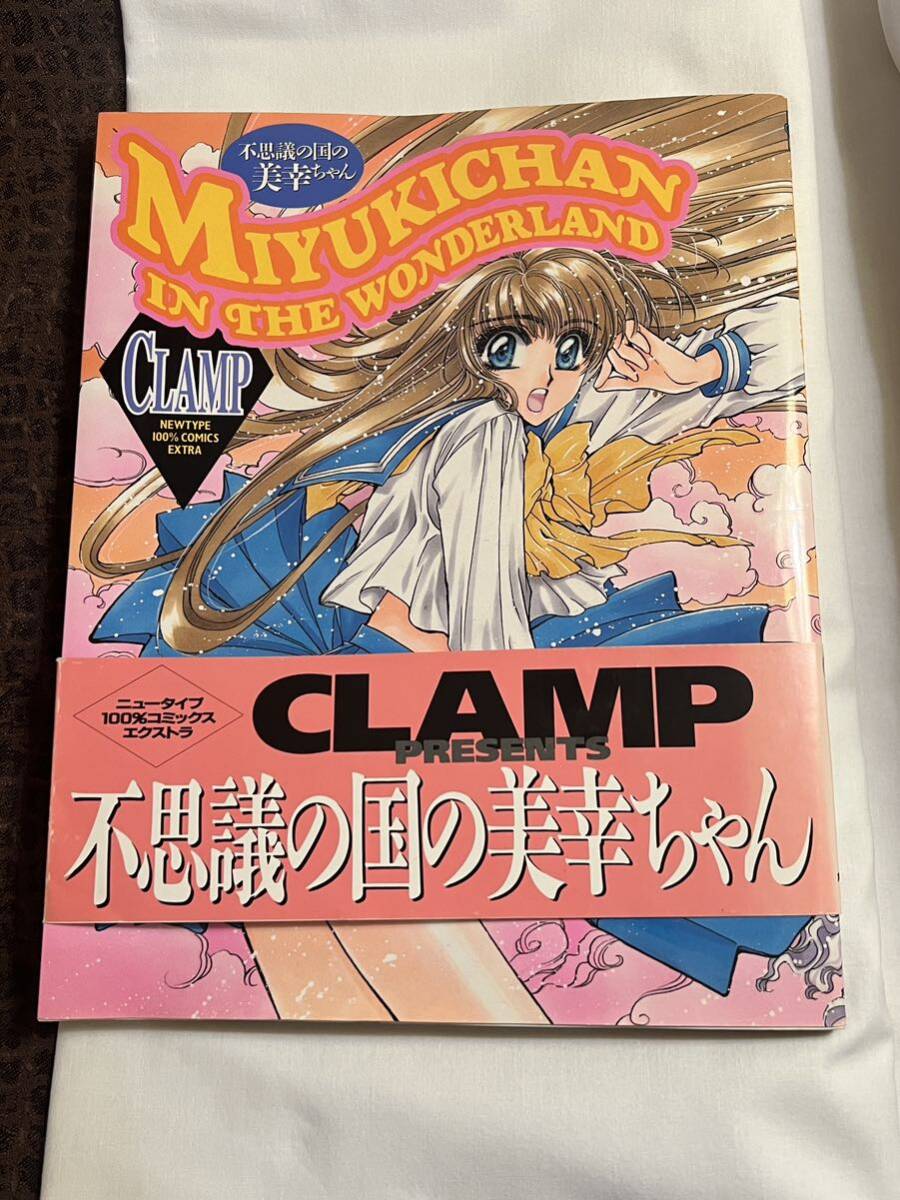 不思議の国の
美幸ちゃん
MIYUKICHAN
IN THE WONDERLAND
CLAMP
NEWTYPE
100% COMICS
EXTRA
ニュータイプ
100%コミックス
エクストラ
CLAMP
PRESENTS
不思議の国の美幸ちゃん